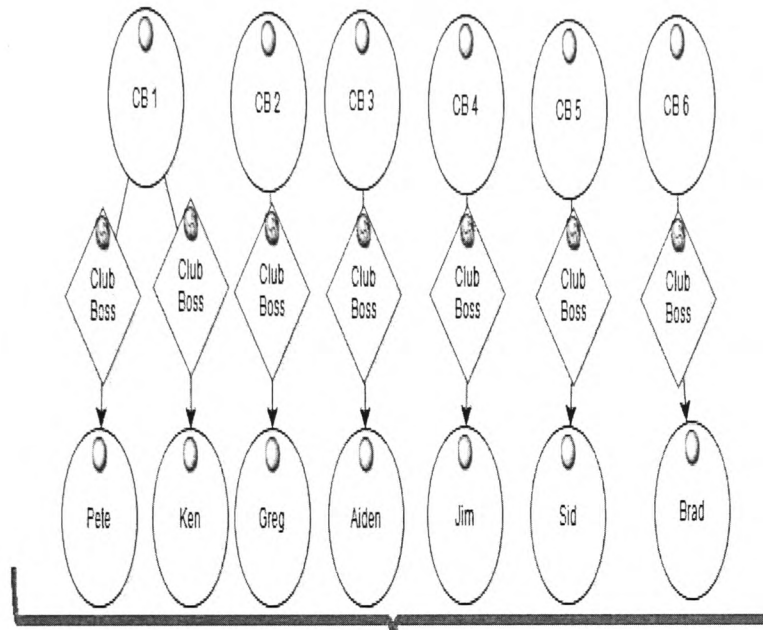 CB 1
CB 2
CB 3
CB 4
CB 5
CB 6
Club
Boss
Club
Boss
Club
Boss
Club
Boss
Club
Boss
Club
Boss
Club
Boss
Pete
Ken
Greg
Aiden
Jim
Sid
Brad